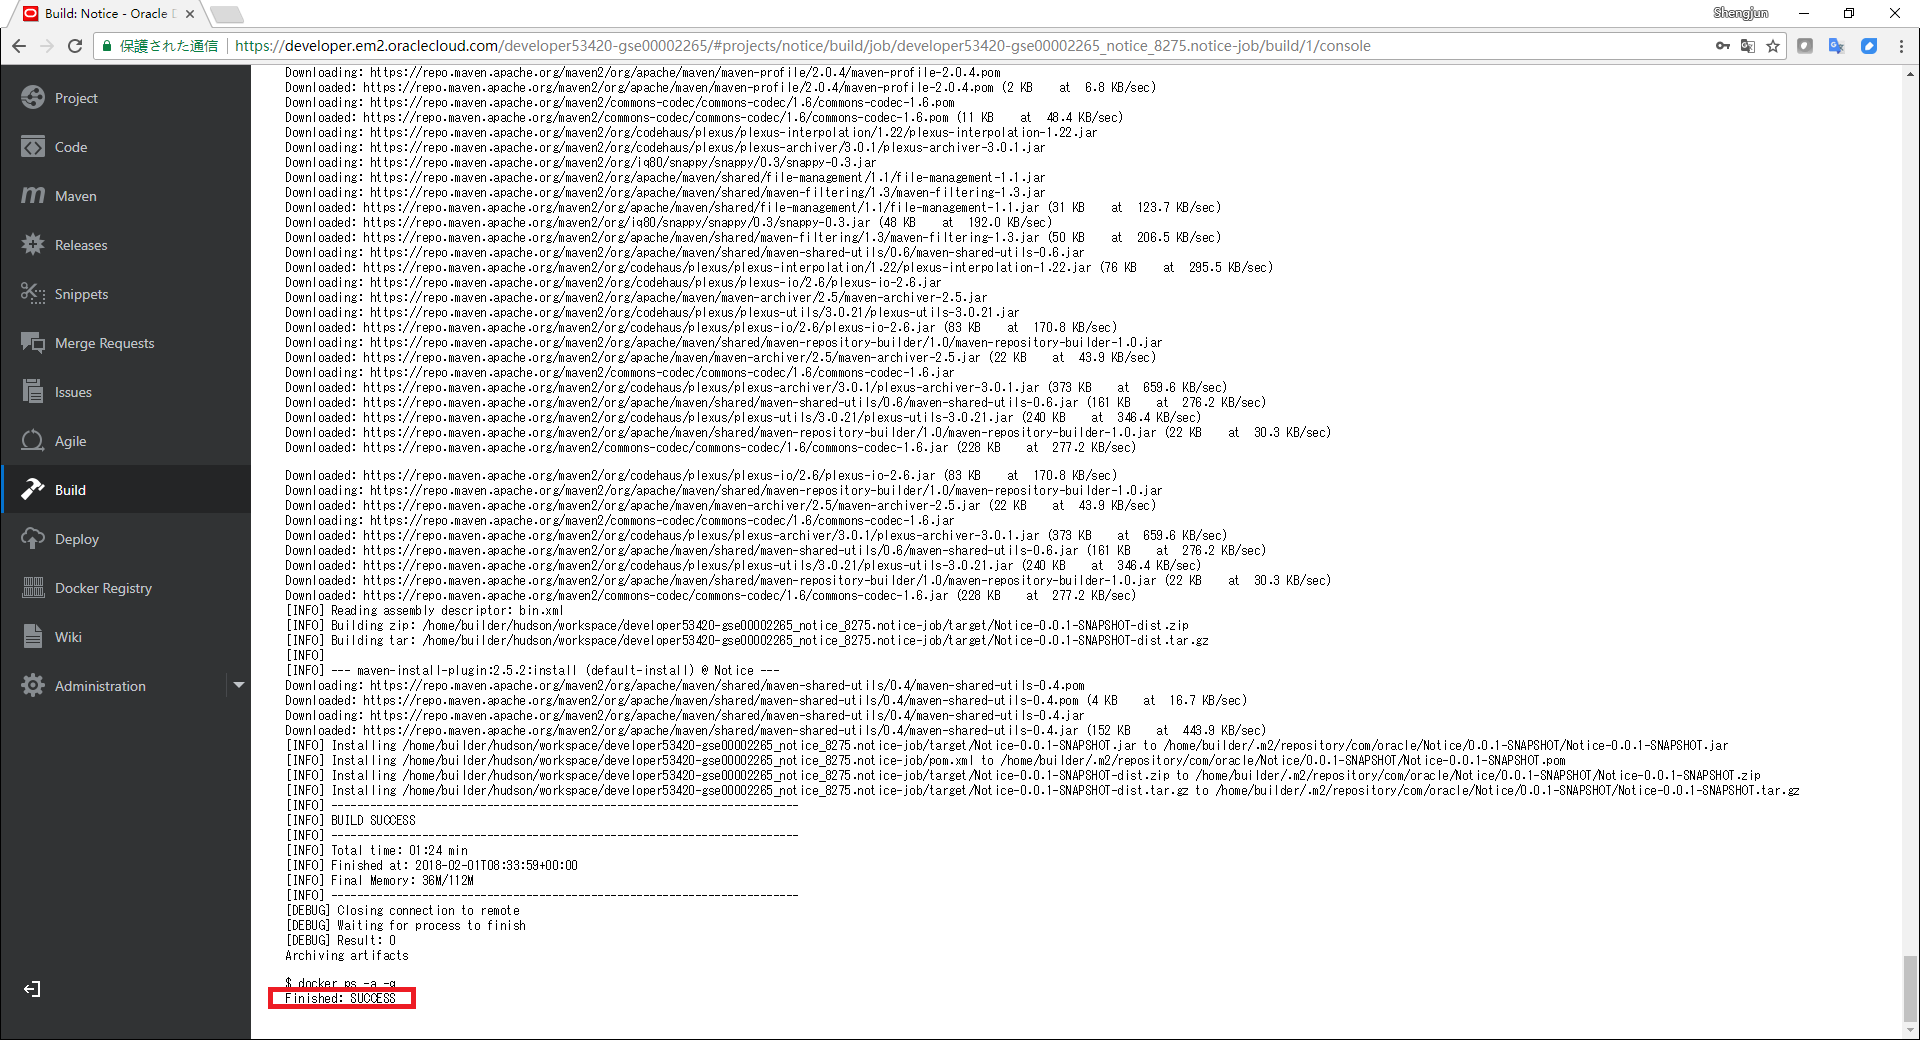 Build: Notice - Oracle D
Shengjun
保護された通信
https://developer.em2.oraclecloud.com/developer53420-gse00002265/#projects/notice/build/job/developer53420-gse00002265_notice_8275.notice-job/build/1/console
Project
Code
Maven
Releases
Snippets
Merge Requests
Issues
Agile
Build
Deploy
Docker Registry
Wiki
Administration
Downloading: https://repo.maven.apache.org/maven2/org/apache/maven/maven-profile/2.0.4/maven-profile-2.0.4.pom
Downloaded: https://repo.maven.apache.org/maven2/org/apache/maven/maven-profile/2.0.4/maven-profile-2.0.4.pom (2 KB at 6.8 KB/sec)
Downloading: https://repo.maven.apache.org/maven2/commons-codec/commons-codec/1.6/commons-codec-1.6.pom
Downloaded: https://repo.maven.apache.org/maven2/commons-codec/commons-codec/1.6/commons-codec-1.6.pom (11 KB at 48.4 KB/sec)
Downloading: https://repo.maven.apache.org/maven2/org/codehaus/plexus/plexus-interpolation/1.22/plexus-interpolation-1.22.jar
Downloading: https://repo.maven.apache.org/maven2/org/codehaus/plexus/plexus-archiver/3.0.1/plexus-archiver-3.0.1.jar
Downloading: https://repo.maven.apache.org/maven2/org/iq80/snappy/snappy/0.3/snappy-0.3.jar
Downloading: https://repo.maven.apache.org/maven2/org/apache/maven/shared/file-management/1.1/file-management-1.1.jar
Downloading: https://repo.maven.apache.org/maven2/org/apache/maven/shared/maven-filtering/1.3/maven-filtering-1.3.jar
Downloaded: https://repo.maven.apache.org/maven2/org/apache/maven/shared/file-management/1.1/file-management-1.1.jar (31 KB at 123.7 KB/sec)
Downloaded: https://repo.maven.apache.org/maven2/org/iq80/snappy/snappy/0.3/snappy-0.3.jar (48 KB at 192.0 KB/sec)
Downloaded: https://repo.maven.apache.org/maven2/org/apache/maven/shared/maven-filtering/1.3/maven-filtering-1.3.jar (50 KB at 206.5 KB/sec)
Downloading: https://repo.maven.apache.org/maven2/org/apache/maven/shared/maven-shared-utils/0.6/maven-shared-utils-0.6.jar
Downloaded: https://repo.maven.apache.org/maven2/org/codehaus/plexus/plexus-interpolation/1.22/plexus-interpolation-1.22.jar (76 KB at 295.5 KB/sec)
Downloading: https://repo.maven.apache.org/maven2/org/codehaus/plexus/plexus-io/2.6/plexus-io-2.6.jar
Downloading: https://repo.maven.apache.org/maven2/org/apache/maven/maven-archiver/2.5/maven-archiver-2.5.jar
Downloading: https://repo.maven.apache.org/maven2/org/codehaus/plexus/plexus-utils/3.0.21/plexus-utils-3.0.21.jar
Downloaded: https://repo.maven.apache.org/maven2/org/codehaus/plexus/plexus-io/2.6/plexus-io-2.6.jar (83 KB at 170.8 KB/sec)
Downloading: https://repo.maven.apache.org/maven2/org/apache/maven/shared/maven-repository-builder/1.0/maven-repository-builder-1.0.jar
Downloaded: https://repo.maven.apache.org/maven2/org/apache/maven/maven-archiver/2.5/maven-archiver-2.5.jar (22 KB at 43.9 KB/sec)
Downloading: https://repo.maven.apache.org/maven2/commons-codec/commons-codec/1.6/commons-codec-1.6.jar
Downloaded: https://repo.maven.apache.org/maven2/org/codehaus/plexus/plexus-archiver/3.0.1/plexus-archiver-3.0.1.jar (373 KB at 659.6 KB/sec)
Downloaded: https://repo.maven.apache.org/maven2/org/apache/maven/shared/maven-shared-utils/0.6/maven-shared-utils-0.6.jar (161 KB at 276.2 KB/sec)
Downloaded: https://repo.maven.apache.org/maven2/org/codehaus/plexus/plexus-utils/3.0.21/plexus-utils-3.0.21.jar (240 KB at 346.4 KB/sec)
Downloaded: https://repo.maven.apache.org/maven2/org/apache/maven/shared/maven-repository-builder/1.0/maven-repository-builder-1.0.jar (22 KB at 30.3 KB/sec)
Downloaded: https://repo.maven.apache.org/maven2/commons-codec/commons-codec/1.6/commons-codec-1.6.jar (228 KB at 277.2 KB/sec)
Downloaded: https://repo.maven.apache.org/maven2/org/codehaus/plexus/plexus-io/2.6/plexus-io-2.6.jar (83 KB at 170.8 KB/sec)
Downloading: https://repo.maven.apache.org/maven2/org/apache/maven/shared/maven-repository-builder/1.0/maven-repository-builder-1.0.jar
Downloaded: https://repo.maven.apache.org/maven2/org/apache/maven/maven-archiver/2.5/maven-archiver-2.5.jar (22 KB at 43.9 KB/sec)
Downloading: https://repo.maven.apache.org/maven2/commons-codec/commons-codec/1.6/commons-codec-1.6.jar
Downloaded: https://repo.maven.apache.org/maven2/org/codehaus/plexus/plexus-archiver/3.0.1/plexus-archiver-3.0.1.jar (373 KB at 659.6 KB/sec)
Downloaded: https://repo.maven.apache.org/maven2/org/apache/maven/shared/maven-shared-utils/0.6/maven-shared-utils-0.6.jar (161 KB at 276.2 KB/sec)
Downloaded: https://repo.maven.apache.org/maven2/org/codehaus/plexus/plexus-utils/3.0.21/plexus-utils-3.0.21.jar (240 KB at 346.4 KB/sec)
Downloaded: https://repo.maven.apache.org/maven2/org/apache/maven/shared/maven-repository-builder/1.0/maven-repository-builder-1.0.jar (22 KB at 30.3 KB/sec)
Downloaded: https://repo.maven.apache.org/maven2/commons-codec/commons-codec/1.6/commons-codec-1.6.jar (228 KB at 277.2 KB/sec)
[INFO] Reading assembly descriptor: bin.xml
[INFO] Building zip: /home/builder/hudson/workspace/developer53420-gse00002265_notice_8275.notice-job/target/Notice-0.0.1-SNAPSHOT-dist.zip
[INFO] Building tar: /home/builder/hudson/workspace/developer53420-gse00002265_notice_8275.notice-job/target/Notice-0.0.1-SNAPSHOT-dist.tar.gz
[INFO]
[INFO] --- maven-install-plugin:2.5.2:install (default-install) @ Notice ---
Downloading: https://repo.maven.apache.org/maven2/org/apache/maven/shared/maven-shared-utils/0.4/maven-shared-utils-0.4.pom
Downloaded: https://repo.maven.apache.org/maven2/org/apache/maven/shared/maven-shared-utils/0.4/maven-shared-utils-0.4.pom (4 KB at 16.7 KB/sec)
Downloading: https://repo.maven.apache.org/maven2/org/apache/maven/shared/maven-shared-utils/0.4/maven-shared-utils-0.4.jar
Downloaded: https://repo.maven.apache.org/maven2/org/apache/maven/shared/maven-shared-utils/0.4/maven-shared-utils-0.4.jar (152 KB at 443.9 KB/sec)
[INFO] Installing /home/builder/hudson/workspace/developer53420-gse00002265_notice_8275.notice-job/target/Notice-0.0.1-SNAPSHOT.jar to /home/builder/.m2/repository/com/oracle/Notice/0.0.1-SNAPSHOT/Notice-0.0.1-SNAPSHOT.jar
[INFO] Installing /home/builder/hudson/workspace/developer53420-gse00002265_notice_8275.notice-job/pom.xml to /home/builder/.m2/repository/com/oracle/Notice/0.0.1-SNAPSHOT/Notice-0.0.1-SNAPSHOT.pom
[INFO] Installing /home/builder/hudson/workspace/developer53420-gse00002265_notice_8275.notice-job/target/Notice-0.0.1-SNAPSHOT-dist.zip to /home/builder/.m2/repository/com/oracle/Notice/0.0.1-SNAPSHOT/Notice-0.0.1-SNAPSHOT.zip
[INFO] Installing /home/builder/hudson/workspace/developer53420-gse00002265_notice_8275.notice-job/target/Notice-0.0.1-SNAPSHOT-dist.tar.gz to /home/builder/.m2/repository/com/oracle/Notice/0.0.1-SNAPSHOT/Notice-0.0.1-SNAPSHOT.tar.gz
[INFO] ------------------------------------------------------------------------
[INFO] BUILD SUCCESS
[INFO] ------------------------------------------------------------------------
[INFO] Total time: 01:24 min
[INFO] Finished at: 2018-02-01T08:33:59+00:00
[INFO] Final Memory: 36M/112M
[INFO] ------------------------------------------------------------------------
[DEBUG] Closing connection to remote
[DEBUG] Waiting for process to finish
[DEBUG] Result: 0
Archiving artifacts
$ docker ps -a -q
Finished: SUCCESS